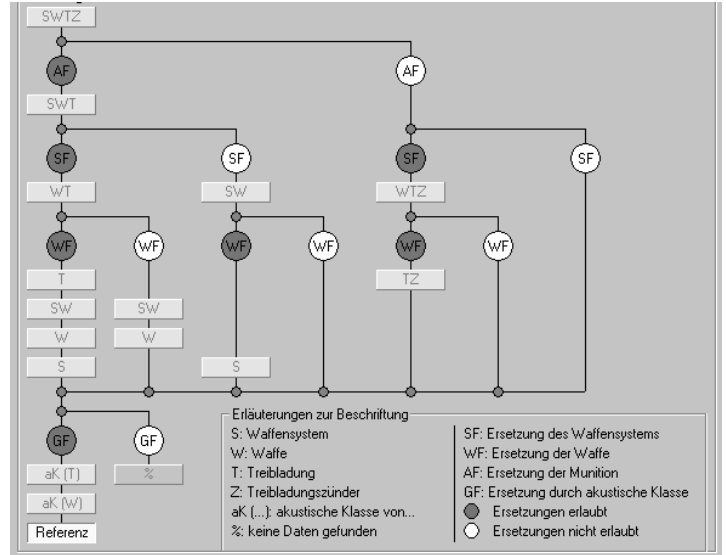 SWTZ
AF AF
SWT
SF SF SF SF
WT SW WTZ
WF WF WF WF WF WF
T TZ
SW SW
W W
S S
GF GF
aK (T) %
aK (W)
Referenz
Erläuterungen zur Beschriftung
S: Waffensystem
W: Waffe
T: Treibladung
Z: Treibladungszünder
aK (...): akustische Klasse von...
%: keine Daten gefunden
SF: Ersetzung des Waffensystems
WF: Ersetzung der Waffe
AF: Ersetzung der Munition
GF: Ersetzung durch akustische Klasse
Ersetzungen erlaubt
Ersetzungen nicht erlaubt